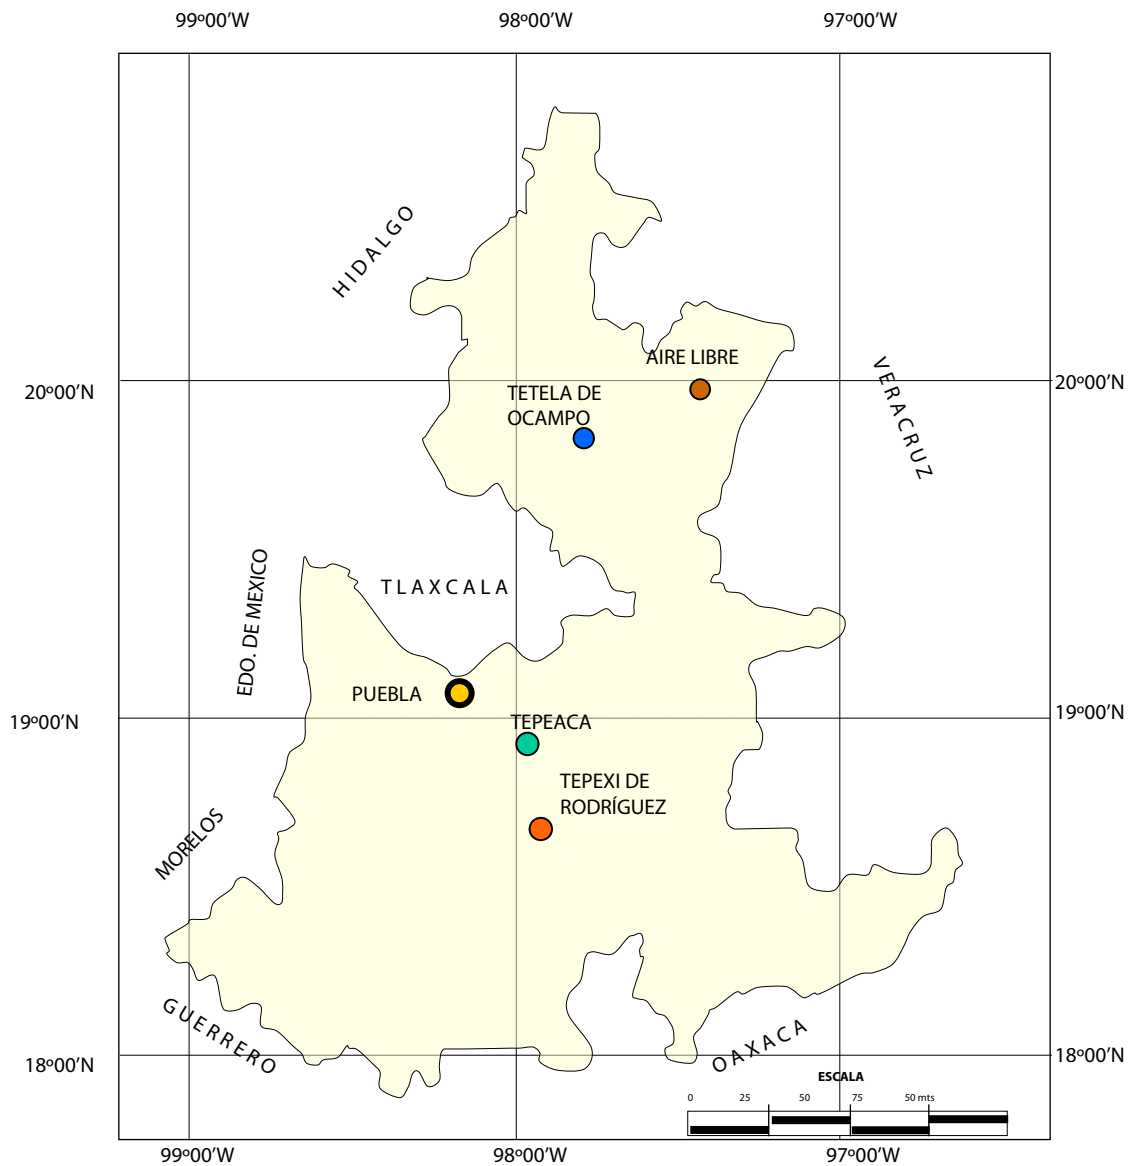 99º00’W 98º00’W 97º00’W
HIDALGO
AIRE LIBRE
VERACRUZ
20º00’N 20º00’N
TETELA DE
OCAMPO
EDO. DE MEXICO
TLAXCALA
PUEBLA
19º00’N 19º00’N
TEPEACA
TEPEXI DE
RODRÍGUEZ
MORELOS
GUERRERO
OAXACA
18º00’N 18º00’N
ESCALA
0 25 50 75 50 mts
99º00’W 98º00’W 97º00’W